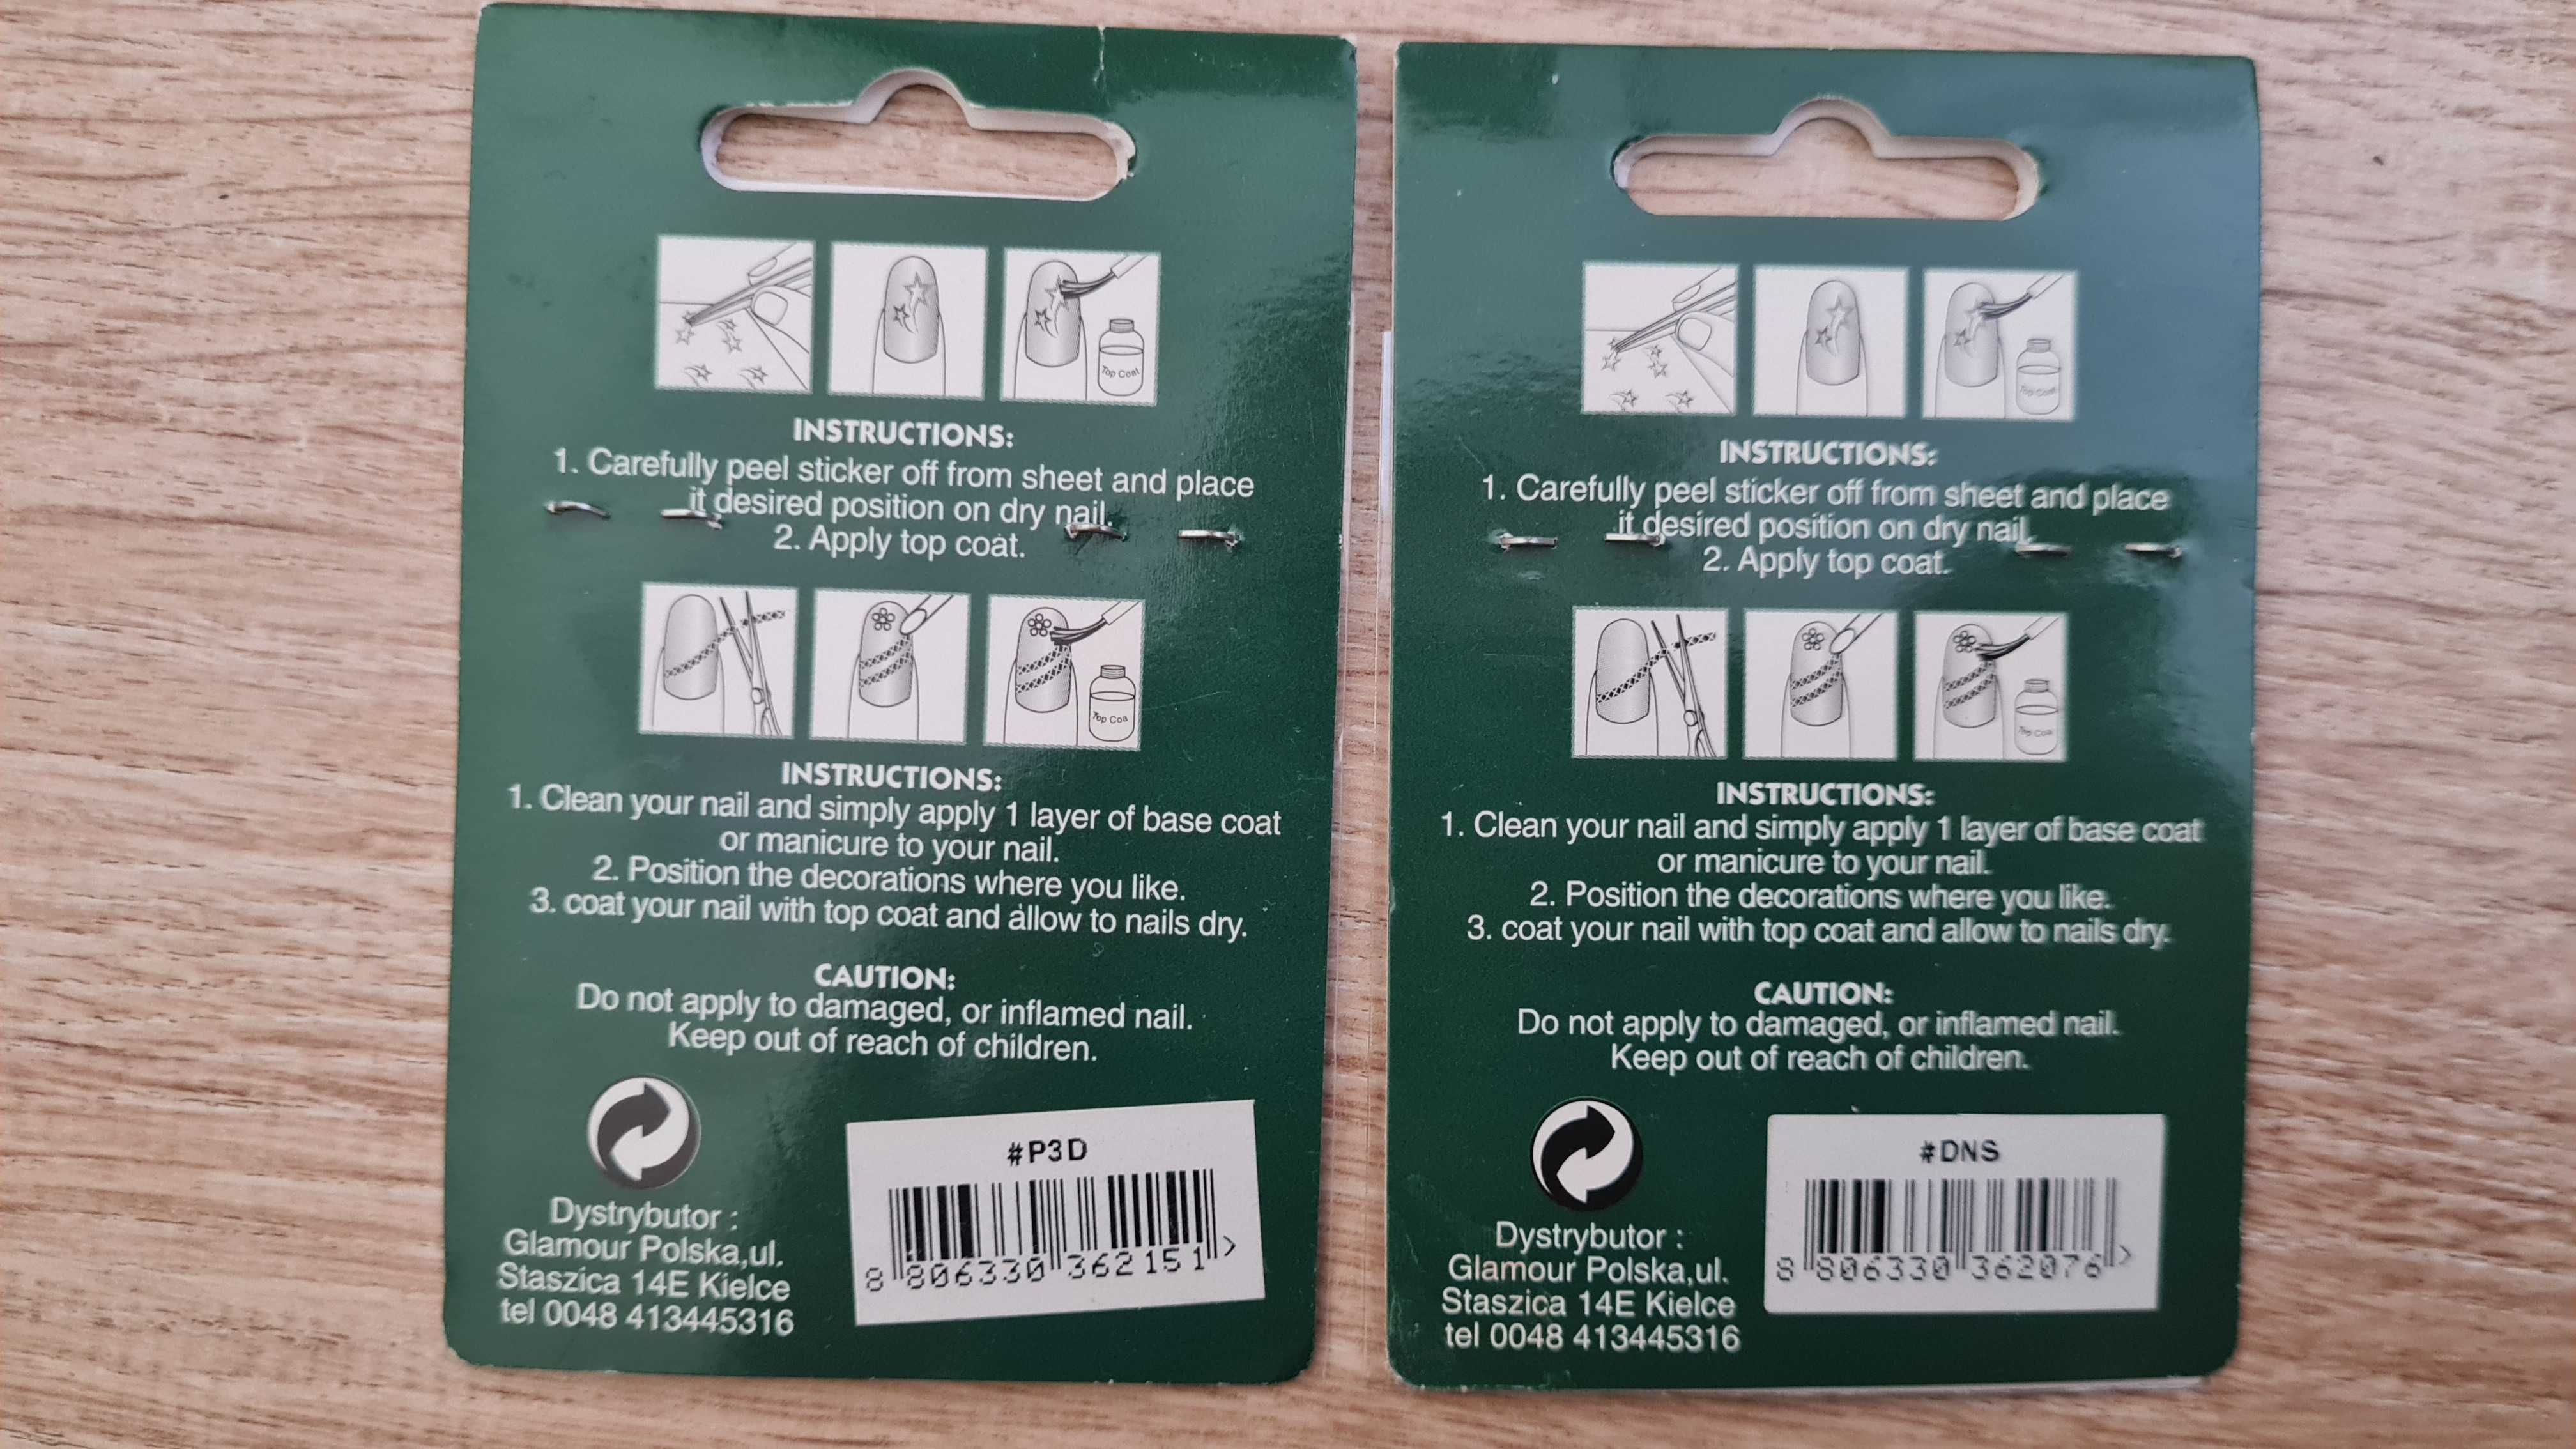 Top Coat
INSTRUCTIONS:
1. Carefully peel sticker off from sheet and place
it desired position on dry nail.
2. Apply top coat.
Top Coa
INSTRUCTIONS:
1. Clean your nail and simply apply 1 layer of base coat
or manicure to your nail.
2. Position the decorations where you like.
3. coat your nail with top coat and allow to nails dry.
CAUTION:
Do not apply to damaged, or inflamed nail.
Keep out of reach of children.
Dystrybutor :
Glamour Polska,ul.
Staszica 14E Kielce
tel 0048 413445316
#P3D
8 806330 362151 >
Top Coat
INSTRUCTIONS:
1. Carefully peel sticker off from sheet and place
it desired position on dry nail.
2. Apply top coat.
Top Coa
INSTRUCTIONS:
1. Clean your nail and simply apply 1 layer of base coat
or manicure to your nail.
2. Position the decorations where you like.
3. coat your nail with top coat and allow to nails dry.
CAUTION:
Do not apply to damaged, or inflamed nail.
Keep out of reach of children.
Dystrybutor :
Glamour Polska,ul.
Staszica 14E Kielce
tel 0048 413445316
#DNS
8 806330 362076 >